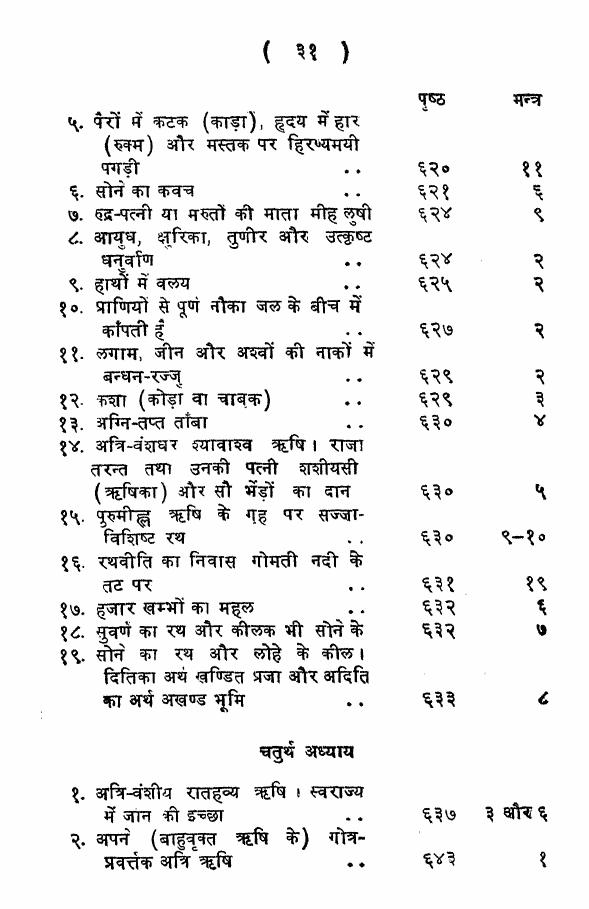 ( ३१ )
पृष्ठ मन्त्र
५. पैरों में कटक (काड़ा), हृदय में हार
(रुक्म) और मस्तक पर हिरण्मयी
पगड़ी .. ६२० ११
६. सोने का कवच .. ६२१ ६
७. रुद्र-पत्नी या मरुतों की माता मीह् लुषी ६२४ ९
८. आयुध, क्षुरिका, तुणीर और उत्कृष्ट
धनुर्वाण .. ६२४ २
९. हाथों में वलय .. ६२५ २
१०. प्राणियों से पूर्ण नौका जल के बीच में
काँपती है .. ६२७ २
११. लगाम, जीन और अश्वों की नाकों में
बन्धन-रज्जु .. ६२९ २
१२. कशा (कोड़ा वा चाबुक) .. ६२९ ३
१३. अग्नि-तप्त ताँबा .. ६३० ४
१४. अत्रि-वंशधर श्यावाश्व ऋषि। राजा
तरन्त तथा उनकी पत्नी शशीयसी
(ऋषिका) और सौ भेंड़ों का दान ६३० ५
१५. पुरुमीह्ल ऋषि के गृह पर सज्जा-
विशिष्ट रथ .. ६३० ९-१०
१६. रथवीति का निवास गोमती नदी के
तट पर .. ६३१ १९
१७. हजार खम्भों का महल .. ६३२ ६
१८. सुवर्ण का रथ और कीलक भी सोने के ६३२ ७
१९. सोने का रथ और लोहे के कील।
दितिका अर्थ खण्डित प्रजा और अदिति
का अर्थ अखण्ड भूमि .. ६३३ ८
चतुर्थ अध्याय
१. अत्रि-वंशीय रातहव्य ऋषि। स्वराज्य
में जान की इच्छा .. ६३७ ३ और ६
२. अपने (बाहुवृक्त ऋषि के) गोत्र-
प्रवर्त्तक अत्रि ऋषि .. ६४३ १